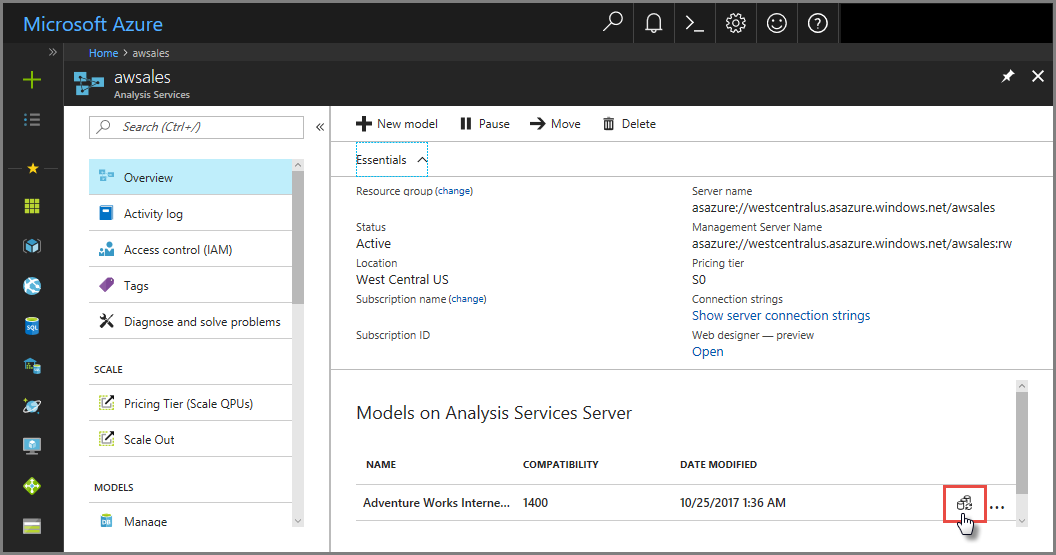 Microsoft Azure
Home > awsales
awsales
Analysis Services
Search (Ctrl+/)
Overview
Activity log
Access control (IAM)
Tags
Diagnose and solve problems
SCALE
Pricing Tier (Scale QPUs)
Scale Out
MODELS
Manage
New model Pause Move Delete
Essentials
Resource group (change)
Status
Active
Location
West Central US
Subscription name (change)
Subscription ID
Server name
asazure://westcentralus.asazure.windows.net/awsales
Management Server Name
asazure://westcentralus.asazure.windows.net/awsales:rw
Pricing tier
S0
Connection strings
Show server connection strings
Web designer — preview
Open
Models on Analysis Services Server
NAME COMPATIBILITY DATE MODIFIED
Adventure Works Interne... 1400 10/25/2017 1:36 AM ...
SQL
DB